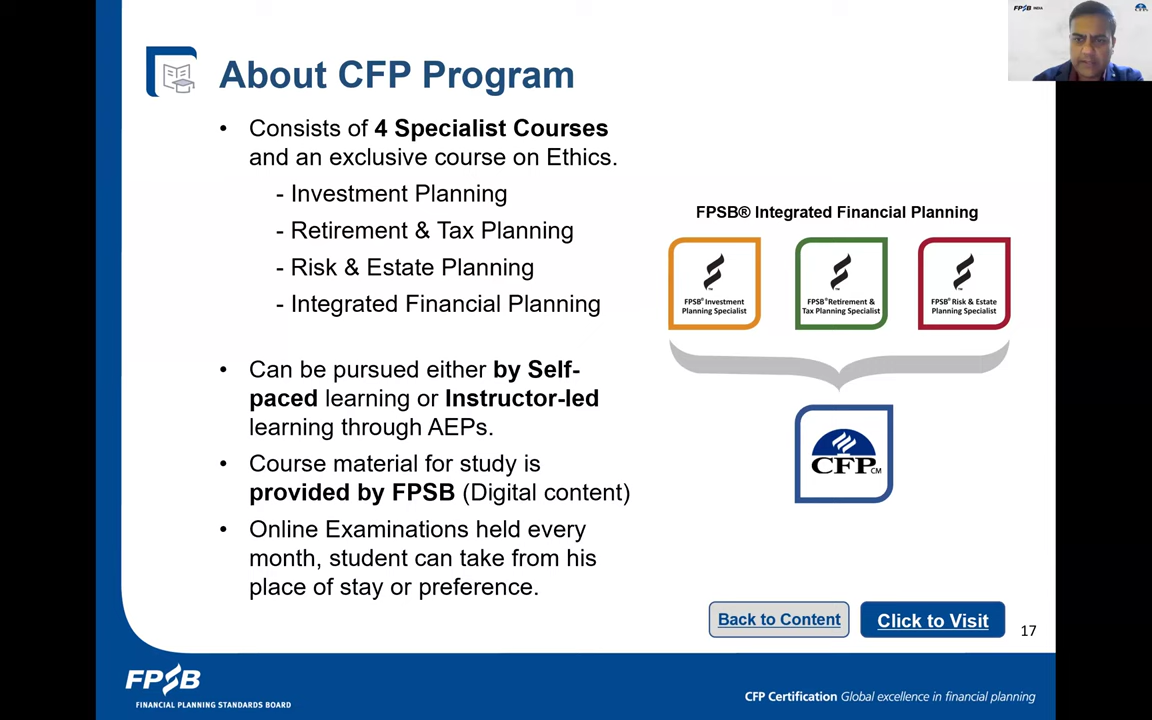 FPSB INDIA
About CFP Program
• Consists of 4 Specialist Courses
and an exclusive course on Ethics.
- Investment Planning
- Retirement & Tax Planning
- Risk & Estate Planning
- Integrated Financial Planning
• Can be pursued either by Self-
paced learning or Instructor-led
learning through AEPs.
• Course material for study is
provided by FPSB (Digital content)
• Online Examinations held every
month, student can take from his
place of stay or preference.
FPSB® Integrated Financial Planning
FPSB® Investment
Planning Specialist
FPSB® Retirement &
Tax Planning Specialist
FPSB® Risk & Estate
Planning Specialist
CFP CM
Back to Content
Click to Visit
17
FPSB
FINANCIAL PLANNING STANDARDS BOARD
CFP Certification Global excellence in financial planning